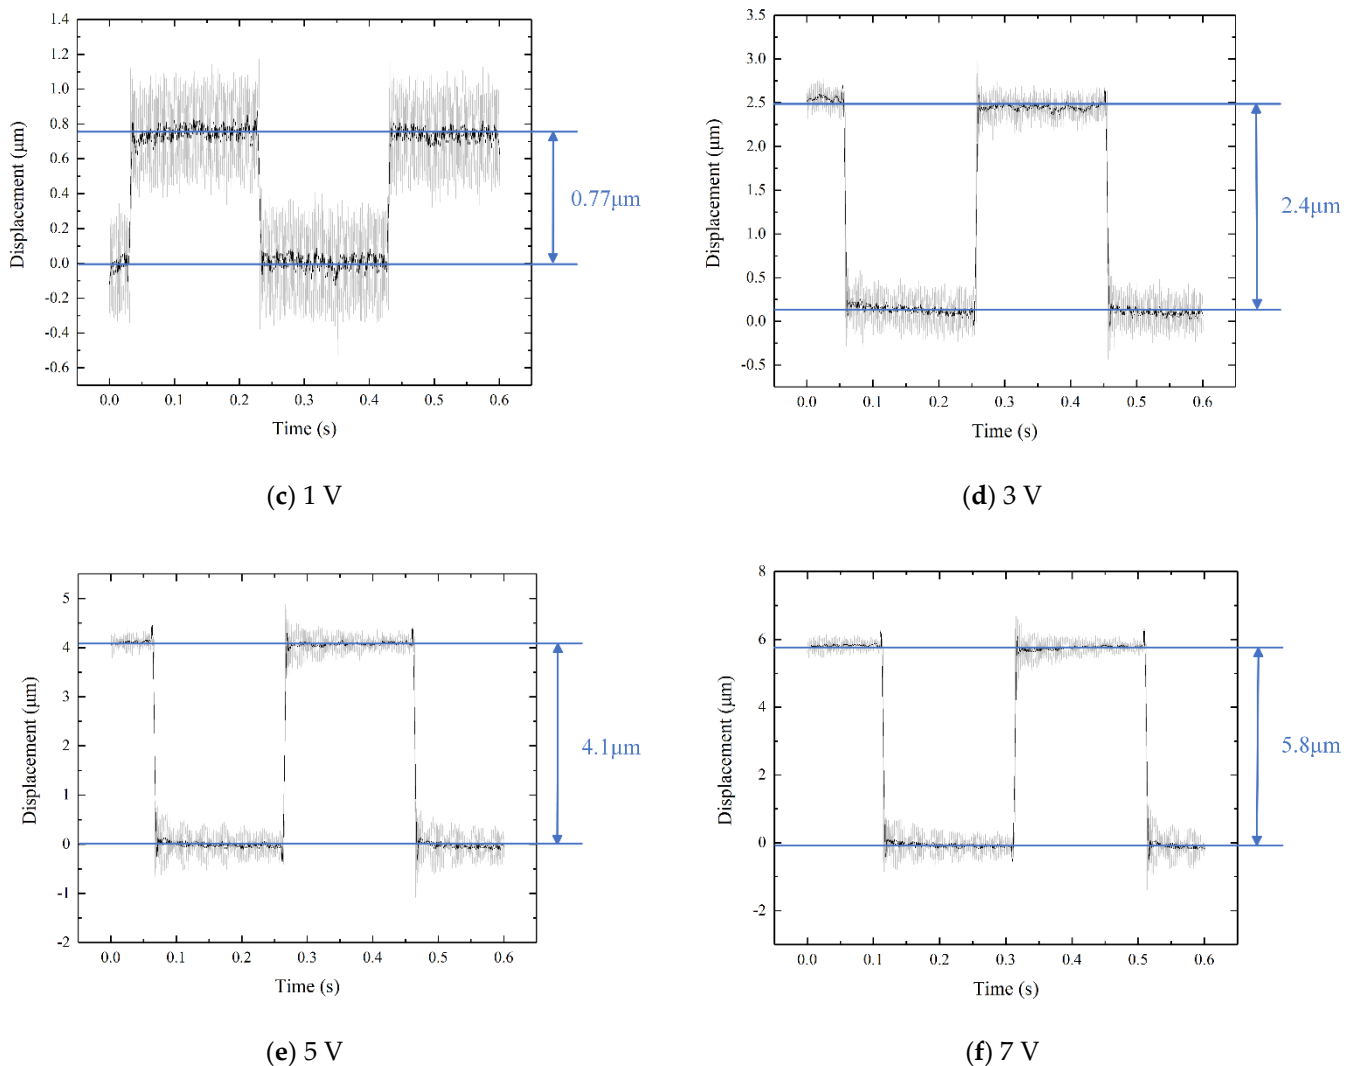 1.4
1.2
1.0
0.8
0.6
0.4
0.2
0.0
-0.2
-0.4
-0.6
Displacement (μm)
0.77μm
0.0 0.1 0.2 0.3 0.4 0.5 0.6
Time (s)
(c) 1 V
3.5
3.0
2.5
2.0
1.5
1.0
0.5
0.0
-0.5
Displacement (μm)
2.4μm
0.0 0.1 0.2 0.3 0.4 0.5 0.6
Time (s)
(d) 3 V
5
4
3
2
1
0
-1
-2
Displacement (μm)
4.1μm
0.0 0.1 0.2 0.3 0.4 0.5 0.6
Time (s)
(e) 5 V
8
6
4
2
0
-2
Displacement (μm)
5.8μm
0.0 0.1 0.2 0.3 0.4 0.5 0.6
Time (s)
(f) 7 V